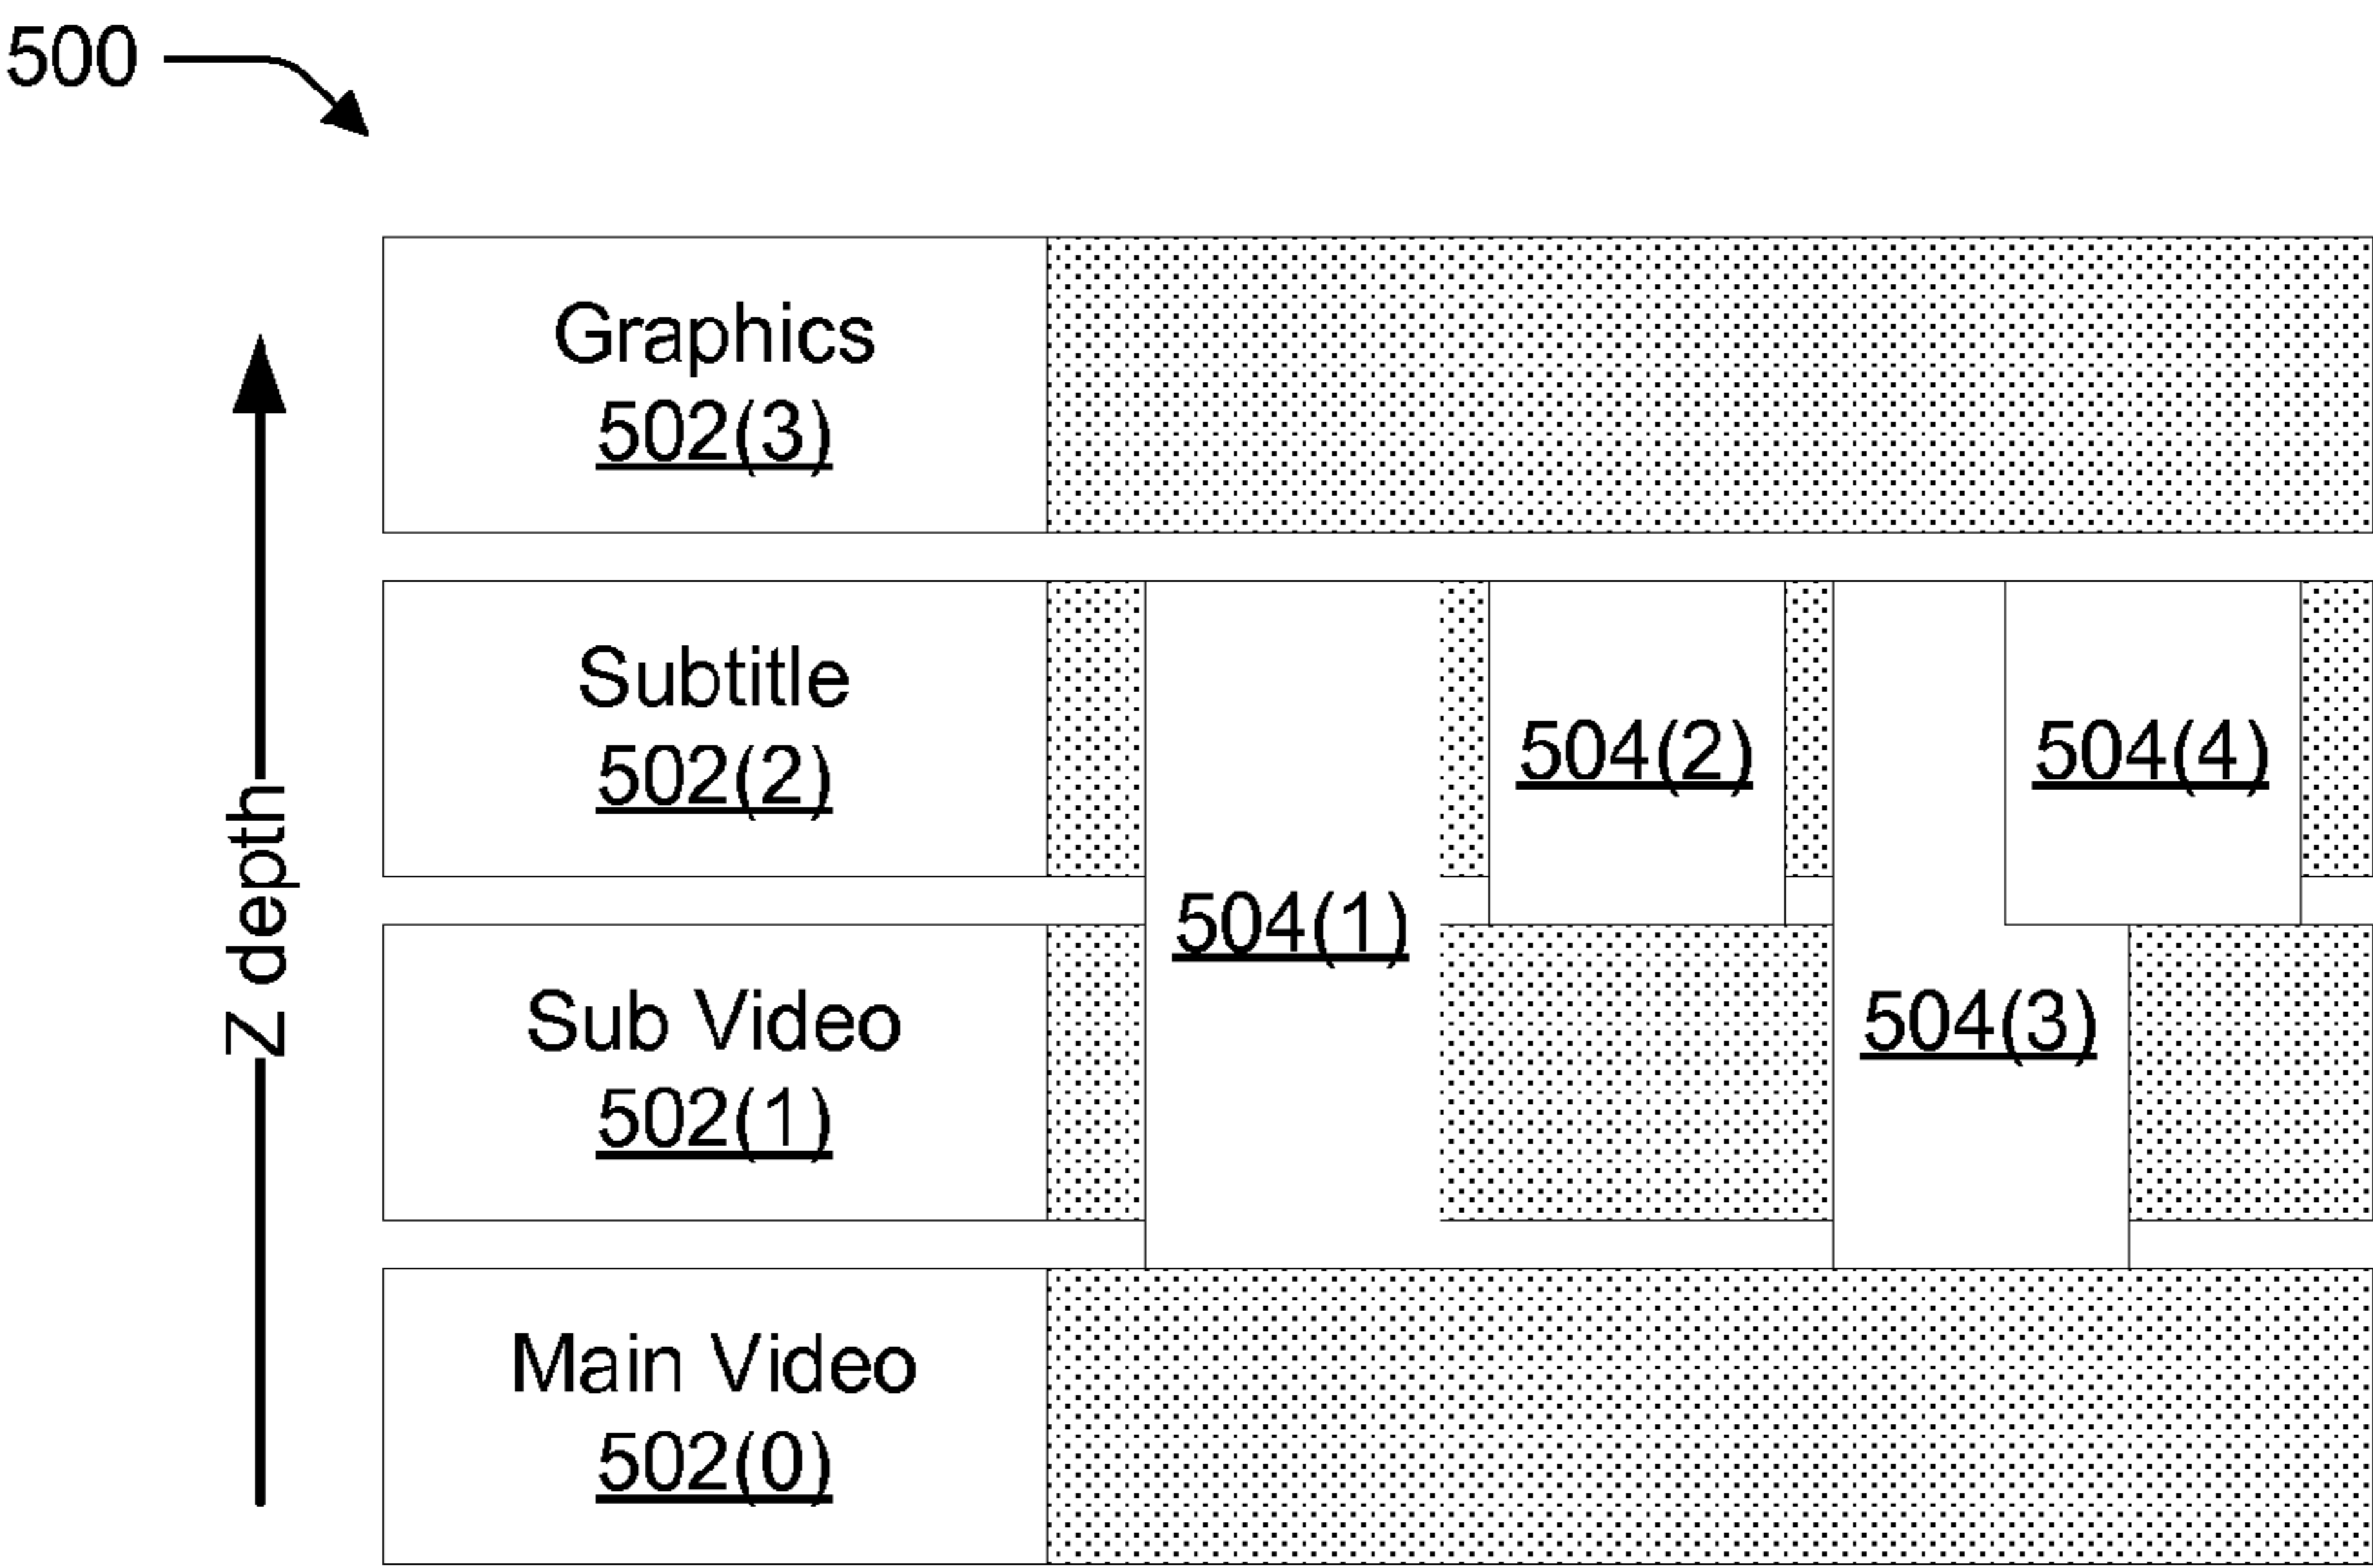 500
Graphics
502(3)
Subtitle
502(2)
504(2)
504(4)
Z depth
504(1)
Sub Video
502(1)
504(3)
Main Video
502(0)